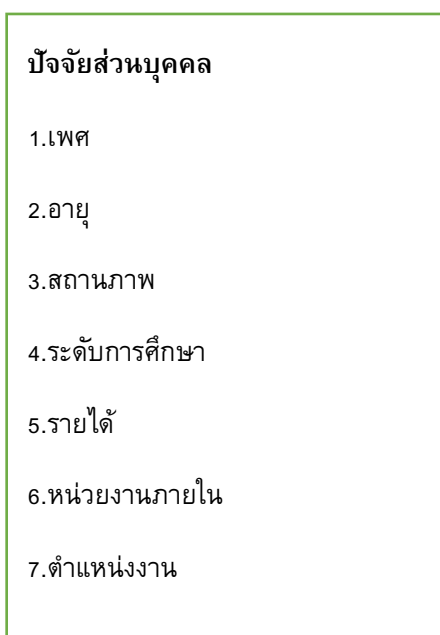 ปัจจัยส่วนบุคคล
1.เพศ
2.อายุ
3.สถานภาพ
4.ระดับการศึกษา
5.รายได้
6.หน่วยงานภายใน
7.ตำแหน่งงาน